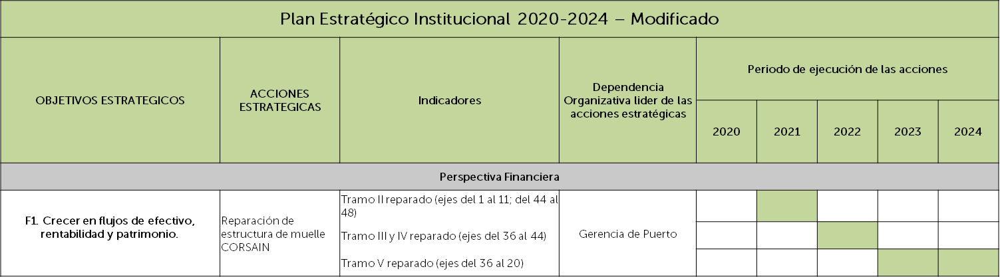 Plan Estratégico Institucional 2020-2024 – Modificado
OBJETIVOS ESTRATEGICOS
ACCIONES
ESTRATEGICAS
Indicadores
Dependencia
Organizativa lider de las
acciones estratégicas
Periodo de ejecución de las acciones
2020
2021
2022
2023
2024
Perspectiva Financiera
F1. Crecer en flujos de efectivo,
rentabilidad y patrimonio.
Reparación de
estructura de muelle
CORSAIN
Tramo II reparado (ejes del 1 al 11; del 44 al
48)
Tramo III y IV reparado (ejes del 36 al 44)
Tramo V reparado (ejes del 36 al 20)
Gerencia de Puerto